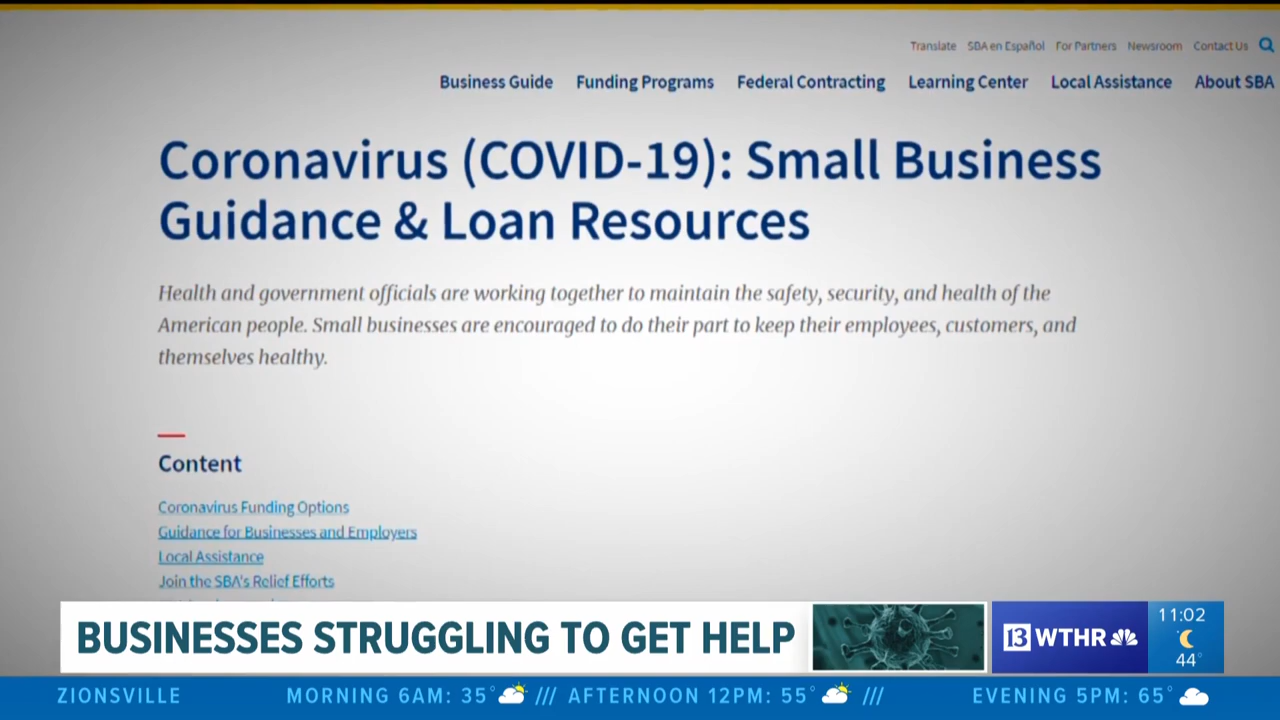 Translate SBA en Español For Partners Newsroom Contact Us
Business Guide Funding Programs Federal Contracting Learning Center Local Assistance About SBA
Coronavirus (COVID-19): Small Business
Guidance & Loan Resources
Health and government officials are working together to maintain the safety, security, and health of the
American people. Small businesses are encouraged to do their part to keep their employees, customers, and
themselves healthy.
Content
Coronavirus Funding Options
Guidance for Businesses and Employers
Local Assistance
Join the SBA's Relief Efforts
BUSINESSES STRUGGLING TO GET HELP
13 WTHR
11:02
44°
ZIONSVILLE MORNING 6AM: 35° /// AFTERNOON 12PM: 55° /// EVENING 5PM: 65°